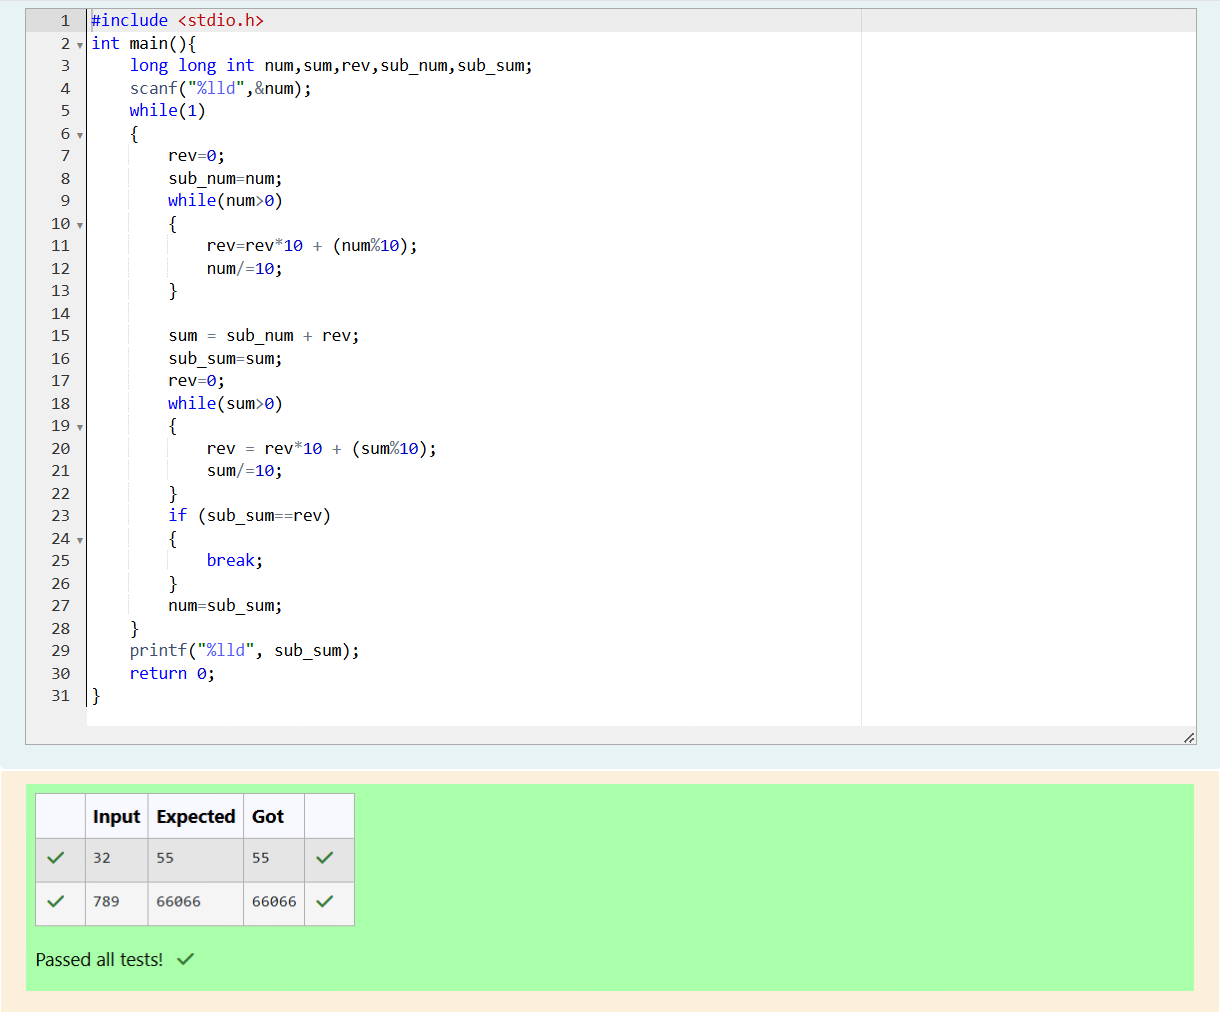 1 #include <stdio.h>
2 int main(){
3     long long int num,sum,rev,sub_num,sub_sum;
4     scanf("%lld",&num);
5     while(1)
6     {
7         rev=0;
8         sub_num=num;
9         while(num>0)
10         {
11             rev=rev*10 + (num%10);
12             num/=10;
13         }
14
15         sum = sub_num + rev;
16         sub_sum=sum;
17         rev=0;
18         while(sum>0)
19         {
20             rev = rev*10 + (sum%10);
21             sum/=10;
22         }
23         if (sub_sum==rev)
24         {
25             break;
26         }
27         num=sub_sum;
28     }
29     printf("%lld", sub_sum);
30     return 0;
31 }
Input Expected Got
32 55 55
789 66066 66066
Passed all tests!